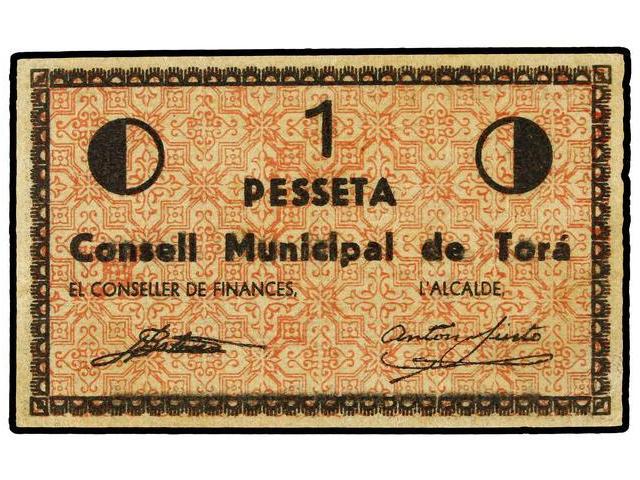 1
PESSETA
Consell Municipal de Torá
EL CONSELLER DE FINANCES, L'ALCALDE,